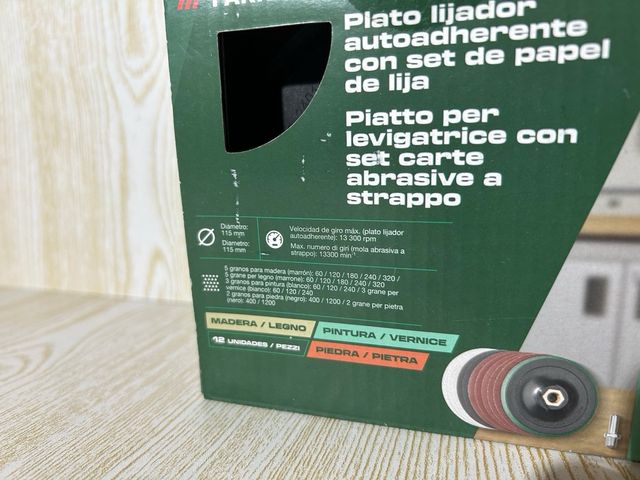 Plato lijador
autoadherente
con set de papel
de lija
Piatto per
levigatrice con
set carte
abrasive a
strappo
Diametro:
115 mm
Diametro:
115 mm
Velocidad de giro máx. (plato lijador
autoadherente): 13 300 rpm
Max. numero di giri (mola abrasiva a
strappo): 13300 min⁻¹
5 granos para madera (marrón): 60 / 120 / 180 / 240 / 320 /
5 grane per legno (marrone): 60 / 120 / 180 / 240 / 320
3 granos para pintura (blanco): 60 / 120 / 240 / 3 grane per
vernice (bianco): 60 / 120 / 240
2 granos para piedra (negro): 400 / 1200 / 2 grane per pietra
(nero): 400 / 1200
MADERA / LEGNO
PINTURA / VERNICE
12 UNIDADES / PEZZI
PIEDRA / PIETRA